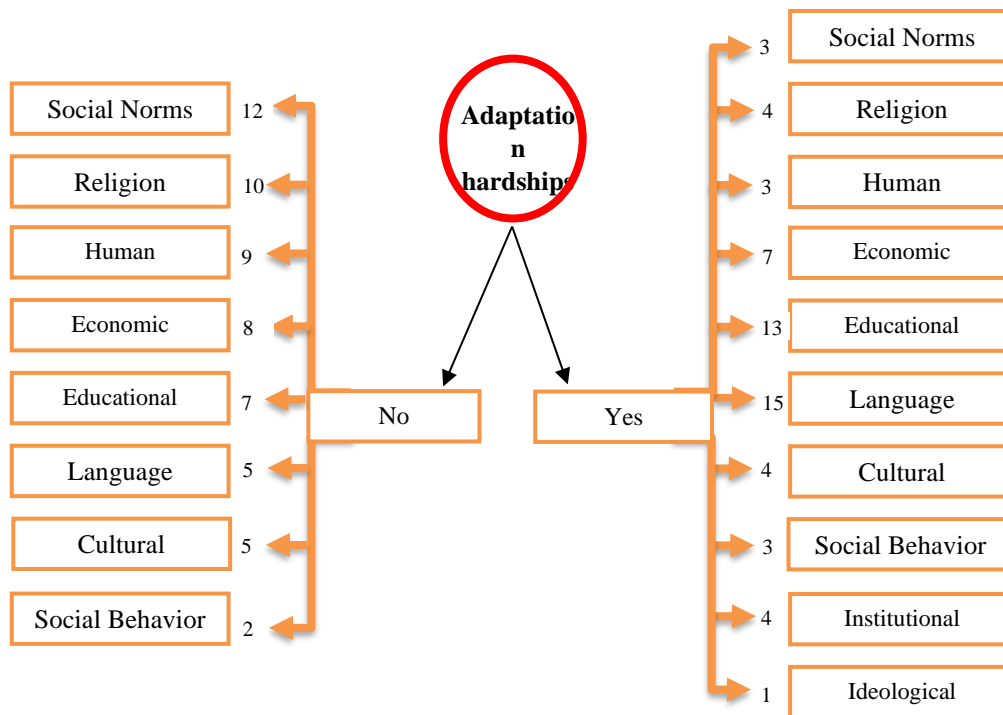 Adaptatio
n
hardships
No
Yes
Social Norms 12
Religion 10
Human 9
Economic 8
Educational 7
Language 5
Cultural 5
Social Behavior 2
3 Social Norms
4 Religion
3 Human
7 Economic
13 Educational
15 Language
4 Cultural
3 Social Behavior
4 Institutional
1 Ideological